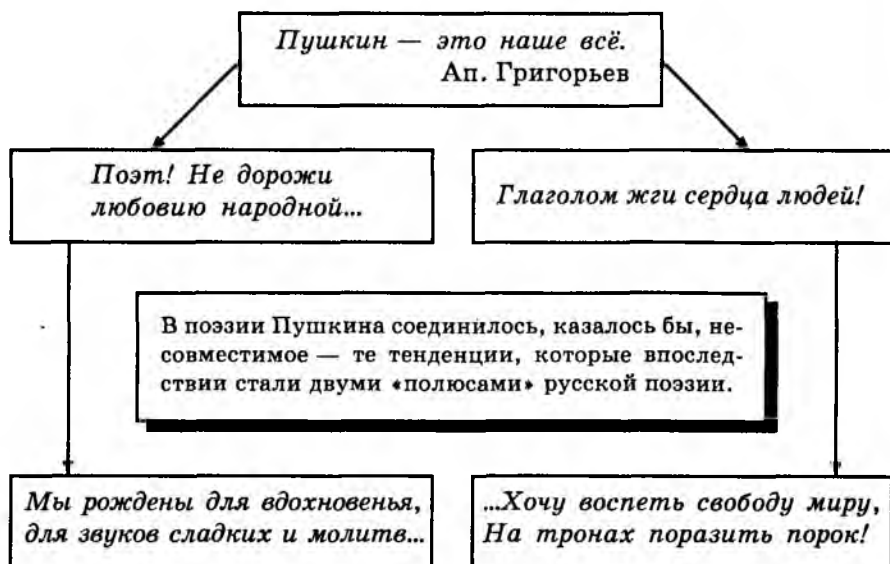 Пушкин — это наше всё.
Ап. Григорьев
Поэт! Не дорожи
любовию народной...
Глаголом жги сердца людей!
В поэзии Пушкина соединилось, казалось бы, не-
совместимое — те тенденции, которые впослед-
ствии стали двуми «полюсами» русской поэзии.
Мы рождены для вдохновенья,
для звуков сладких и молитв...
...Хочу воспеть свободу миру,
На тронах поразить порок!